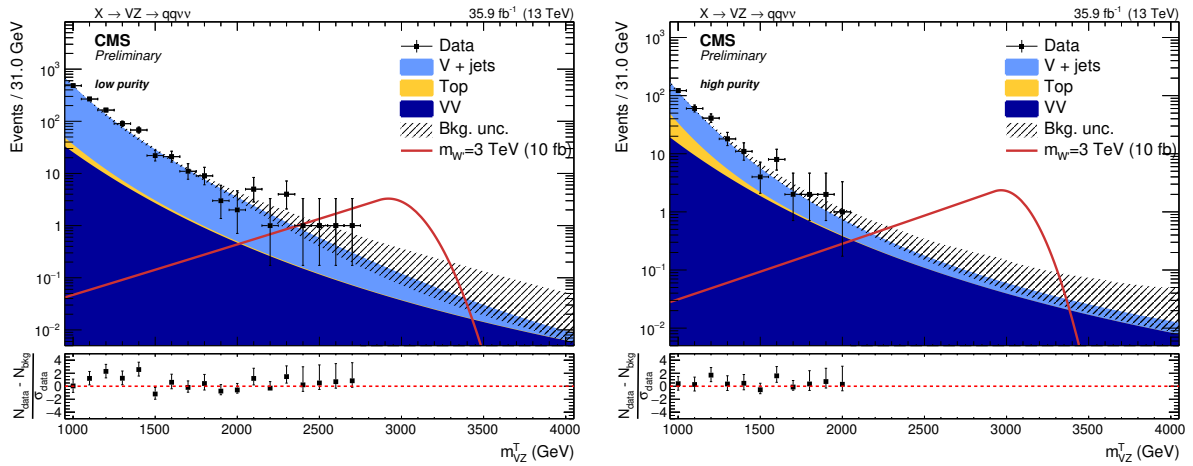 X → VZ → qqνν
35.9 fb⁻¹ (13 TeV)
CMS
Preliminary
low purity
Data
V + jets
Top
VV
Bkg. unc.
m_W'=3 TeV (10 fb)
Events / 31.0 GeV
10³
10²
10
1
10⁻¹
10⁻²
N_data - N_bkg
σ_data
4
2
0
−2
−4
1000 1500 2000 2500 3000 3500 4000
m^T_VZ (GeV)
X → VZ → qqνν
35.9 fb⁻¹ (13 TeV)
CMS
Preliminary
high purity
Data
V + jets
Top
VV
Bkg. unc.
m_W'=3 TeV (10 fb)
Events / 31.0 GeV
10³
10²
10
1
10⁻¹
10⁻²
N_data - N_bkg
σ_data
4
2
0
−2
−4
1000 1500 2000 2500 3000 3500 4000
m^T_VZ (GeV)